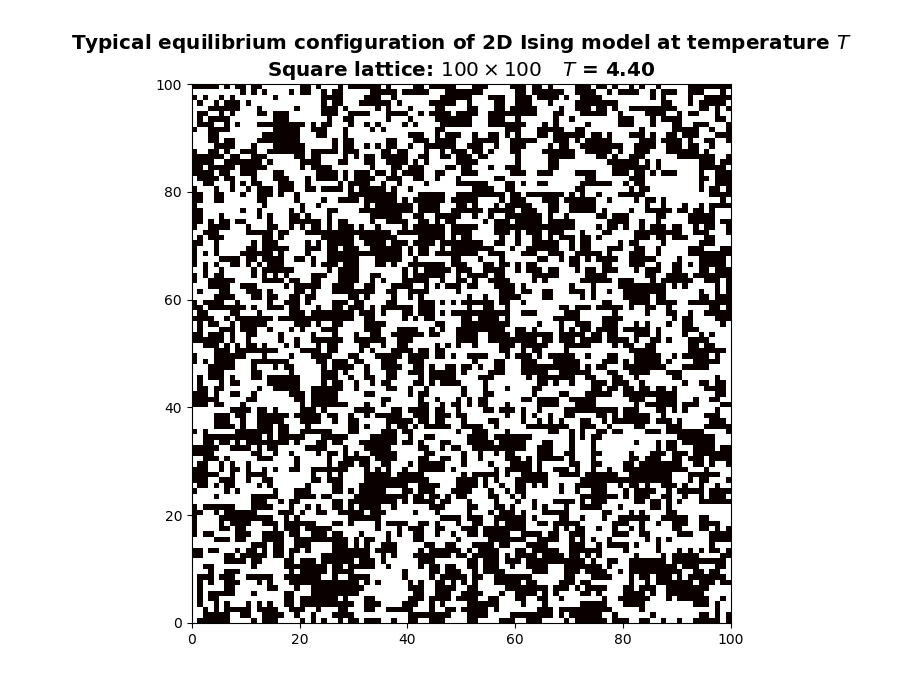 Typical equilibrium configuration of 2D Ising model at temperature T
Square lattice: 100 × 100 T = 4.40
100
80
60
40
20
0
0 20 40 60 80 100